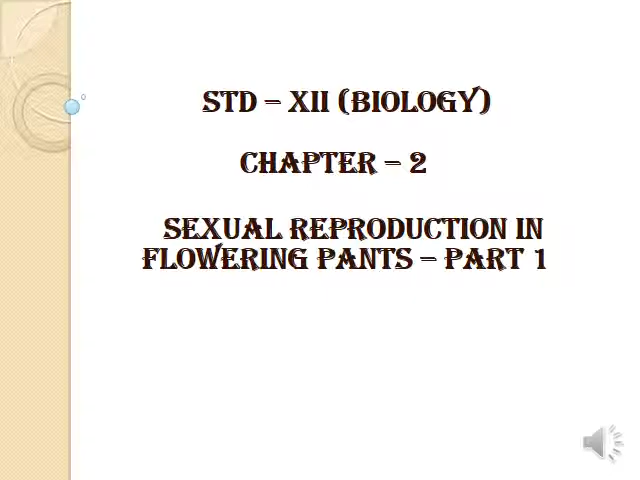 STD – XII (BIOLOGY)
CHAPTER – 2
SEXUAL REPRODUCTION IN
FLOWERING PANTS – PART 1